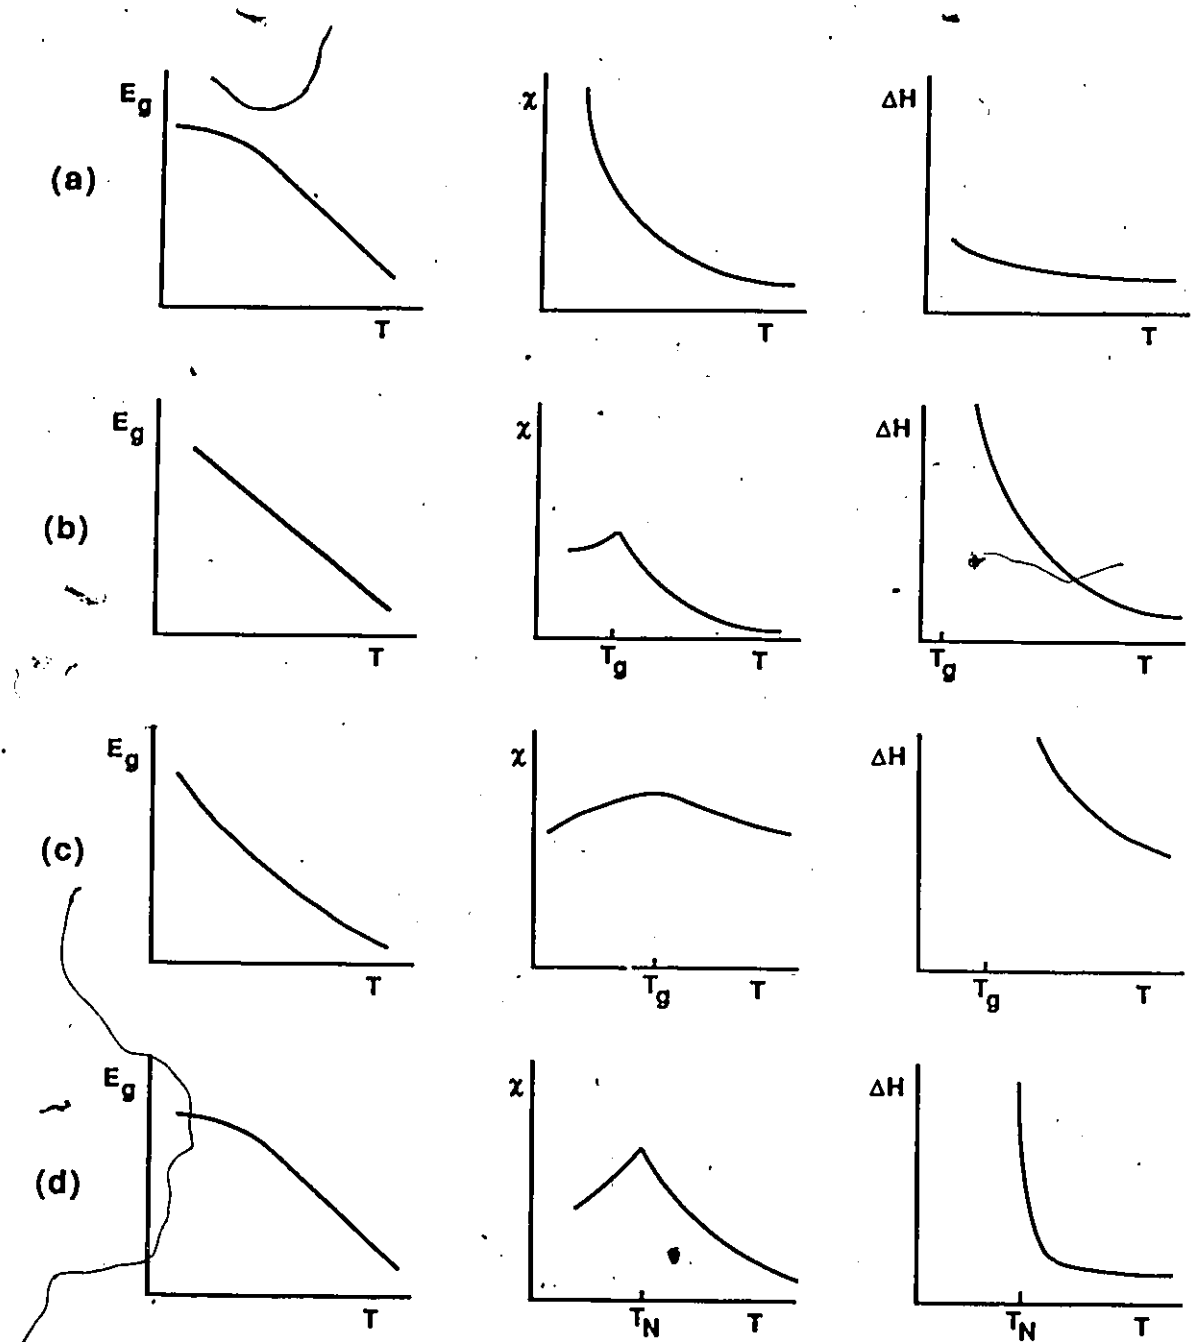 Eg χ ΔH
(a)
T T T
Eg χ ΔH
(b)
T Tg T Tg T
Eg χ ΔH
(c)
T Tg T Tg T
Eg χ ΔH
(d)
T TN T TN T